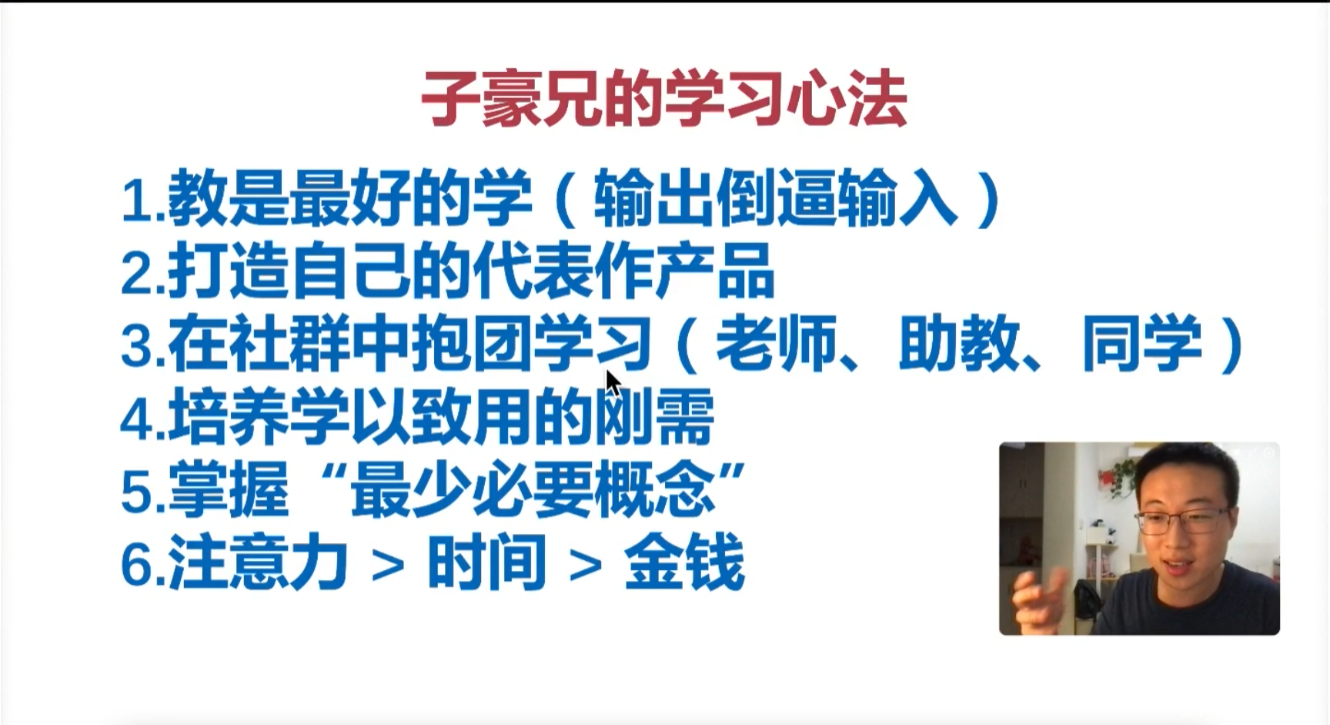 子豪兄的学习心法
1.教是最好的学（输出倒逼输入）
2.打造自己的代表作产品
3.在社群中抱团学习（老师、助教、同学）
4.培养学以致用的刚需
5.掌握“最少必要概念”
6.注意力 > 时间 > 金钱